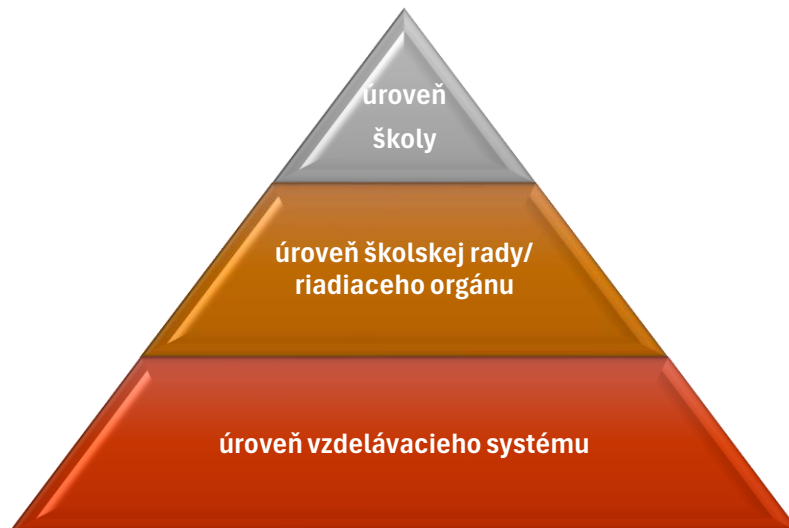 úroveň
školy
úroveň školskej rady/
riadiaceho orgánu
úroveň vzdelávacieho systému